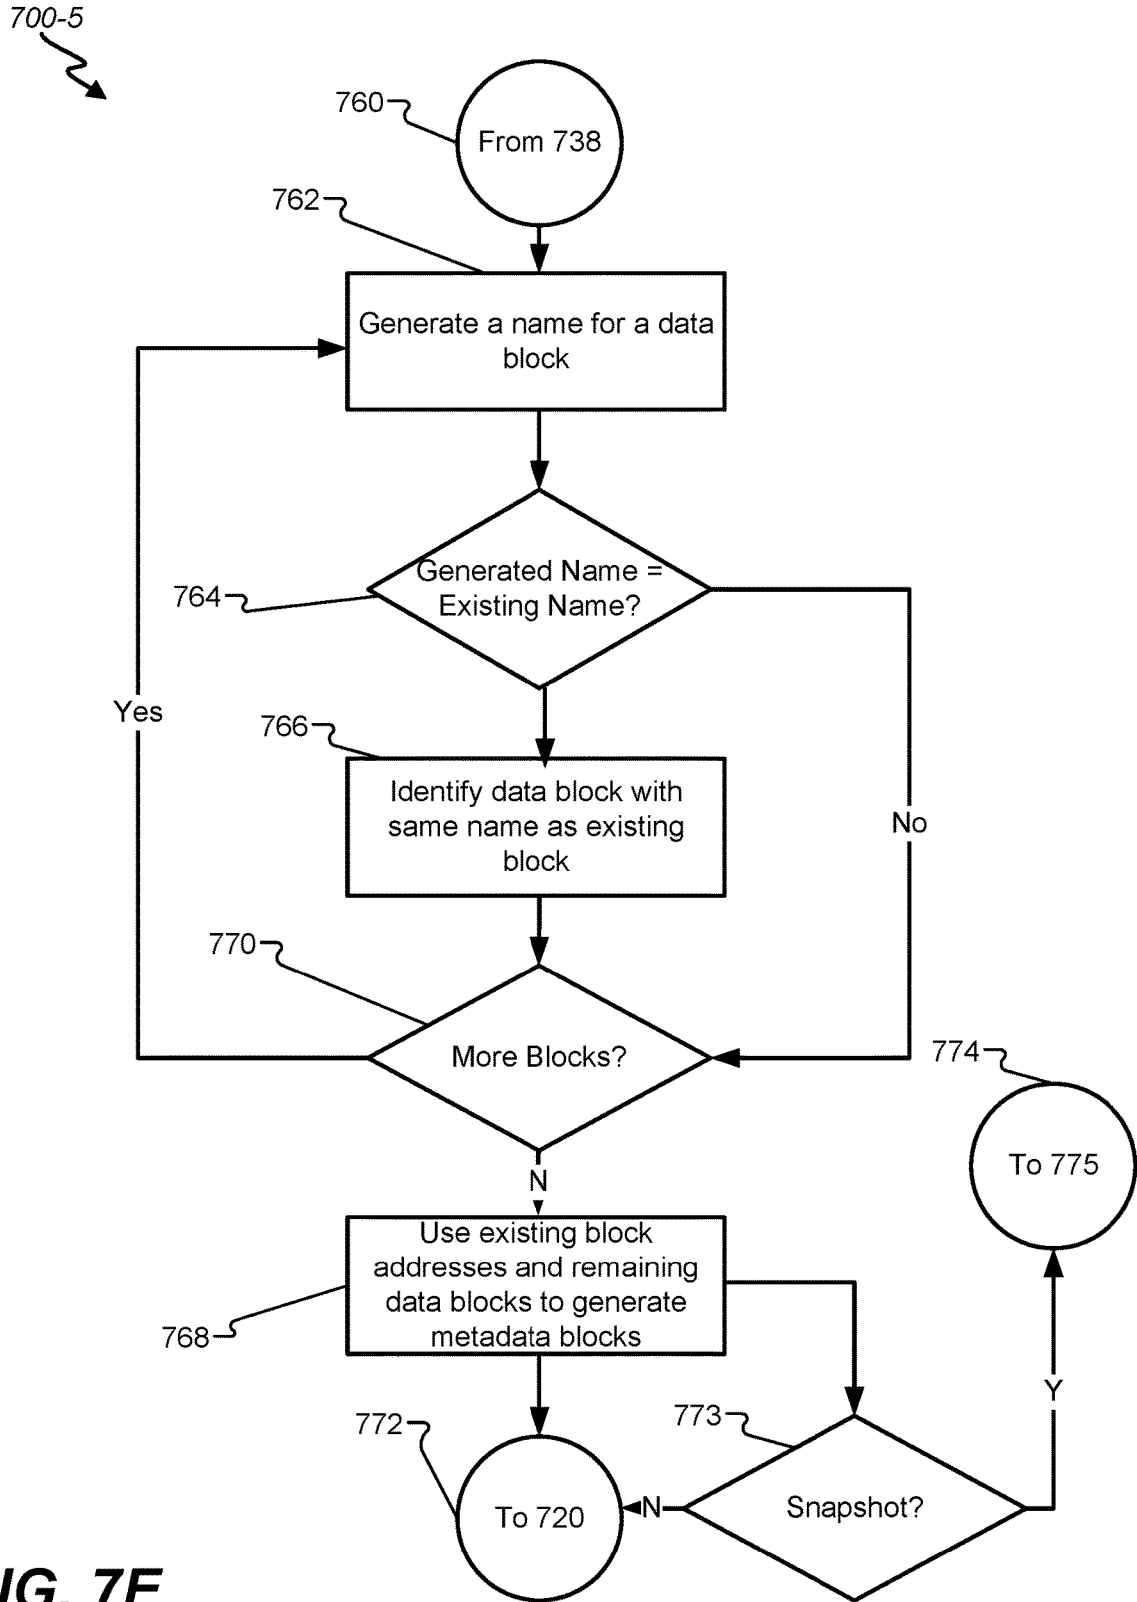 700-5
760
From 738
762
Generate a name for a data
block
764
Generated Name =
Existing Name?
Yes
766
Identify data block with
same name as existing
block
No
770
More Blocks?
774
To 775
N
Use existing block
addresses and remaining
data blocks to generate
metadata blocks
768
Y
772
773
To 720
N
Snapshot?